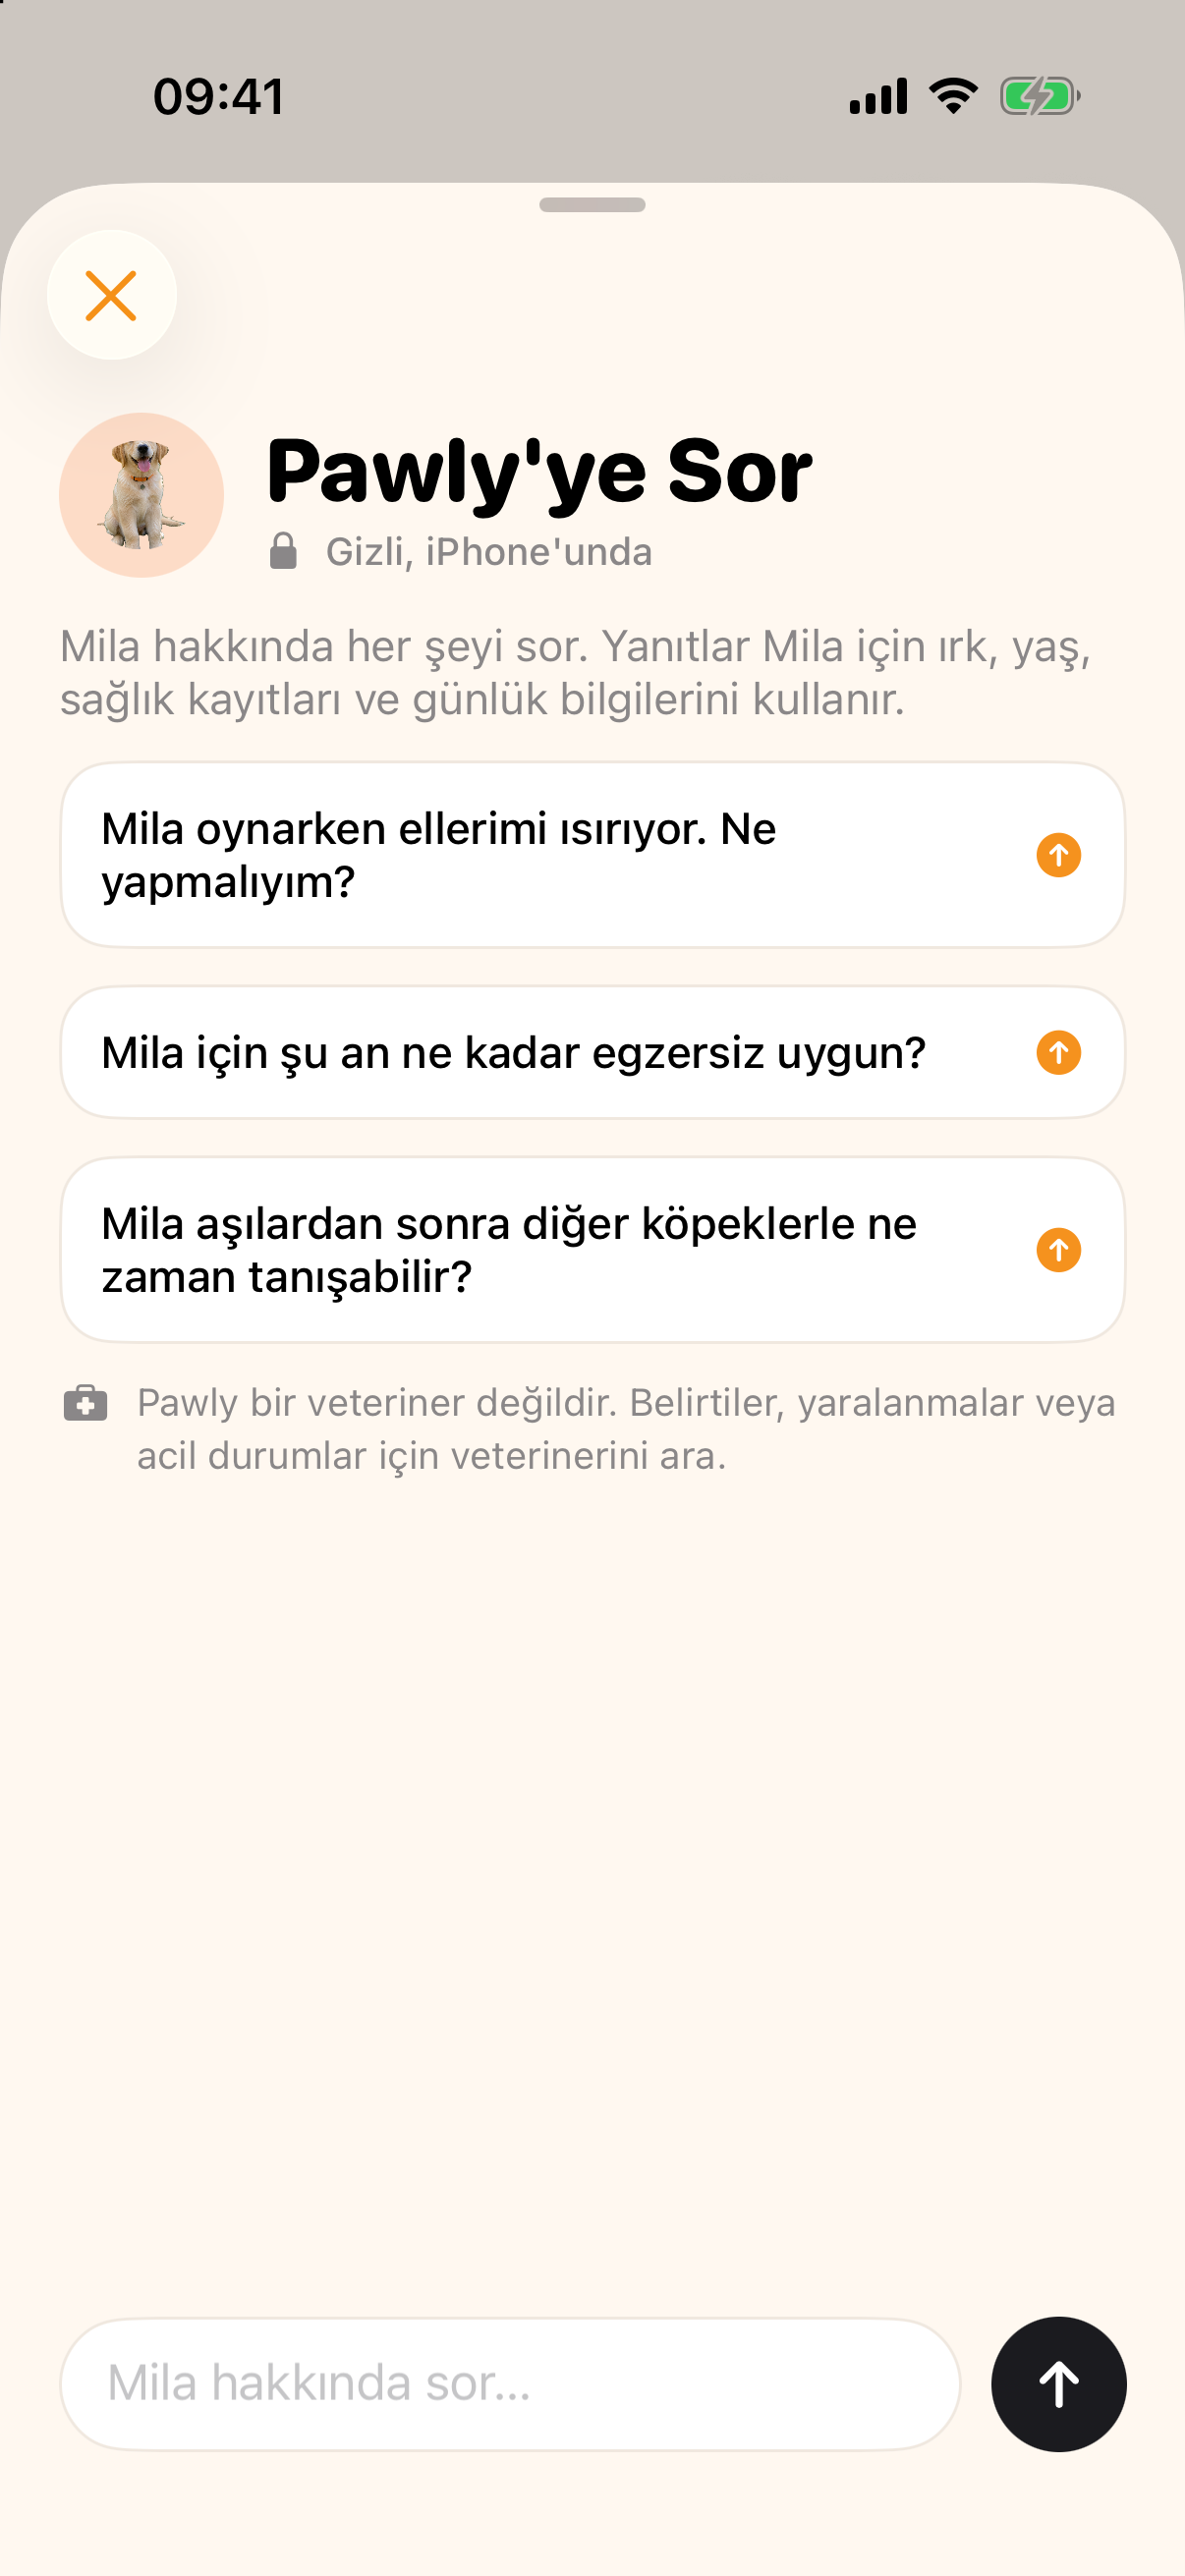 09:41
Pawly'ye Sor
Gizli, iPhone'unda
Mila hakkında her şeyi sor. Yanıtlar Mila için ırk, yaş,
sağlık kayıtları ve günlük bilgilerini kullanır.
Mila oynarken ellerimi ısırıyor. Ne
yapmalıyım?
Mila için şu an ne kadar egzersiz uygun?
Mila aşılardan sonra diğer köpeklerle ne
zaman tanışabilir?
Pawly bir veteriner değildir. Belirtiler, yaralanmalar veya
acil durumlar için veterinerini ara.
Mila hakkında sor...